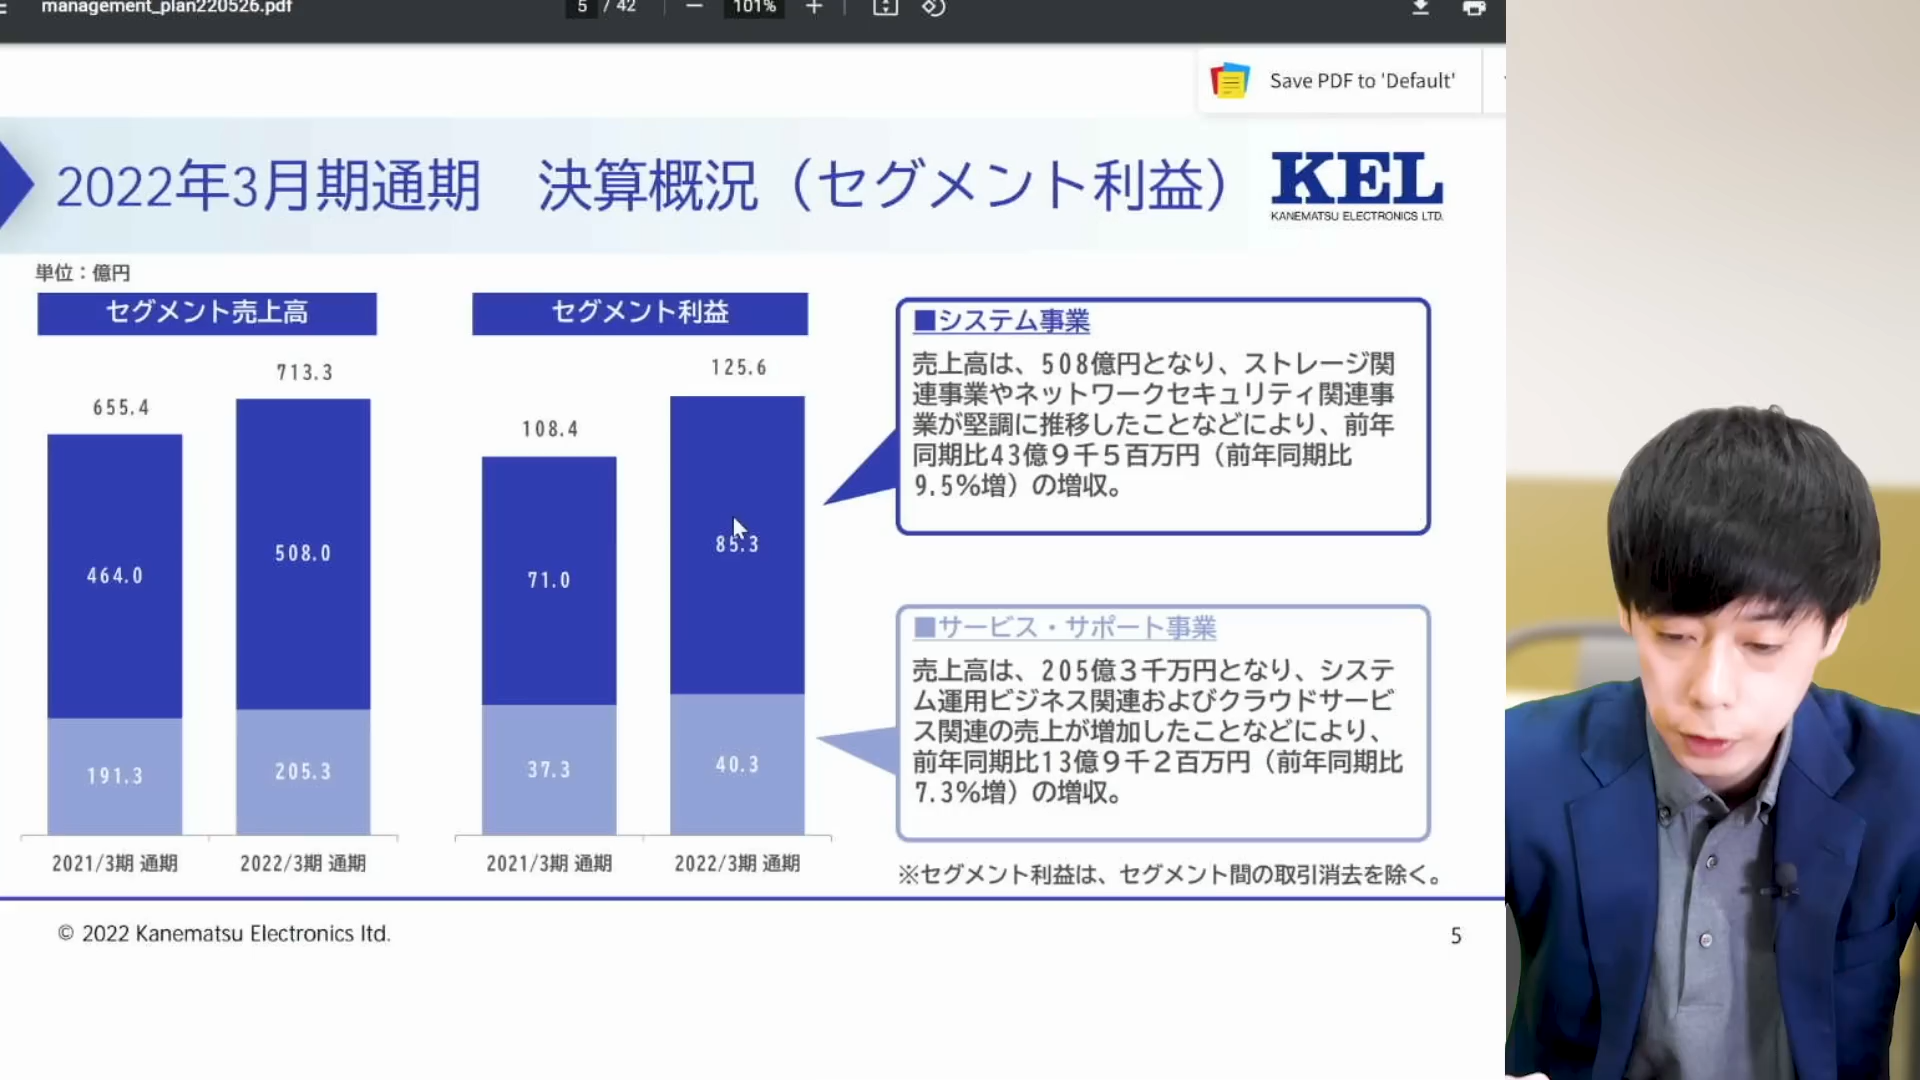 management_plan220526.pdf
5 / 42
101%
Save PDF to 'Default'
2022年3月期通期　決算概況（セグメント利益）
KEL
KANEMATSU ELECTRONICS LTD.
単位：億円
セグメント売上高
655.4
713.3
464.0
508.0
191.3
205.3
2021/3期 通期
2022/3期 通期
セグメント利益
108.4
125.6
71.0
85.3
37.3
40.3
2021/3期 通期
2022/3期 通期
■システム事業
売上高は、508億円となり、ストレージ関
連事業やネットワークセキュリティ関連事
業が堅調に推移したことなどにより、前年
同期比43億９千５百万円（前年同期比
9.5%増）の増収。
■サービス・サポート事業
売上高は、205億３千万円となり、システ
ム運用ビジネス関連およびクラウドサービ
ス関連の売上が増加したことなどにより、
前年同期比13億９千２百万円（前年同期比
7.3%増）の増収。
※セグメント利益は、セグメント間の取引消去を除く。
© 2022 Kanematsu Electronics ltd.
5